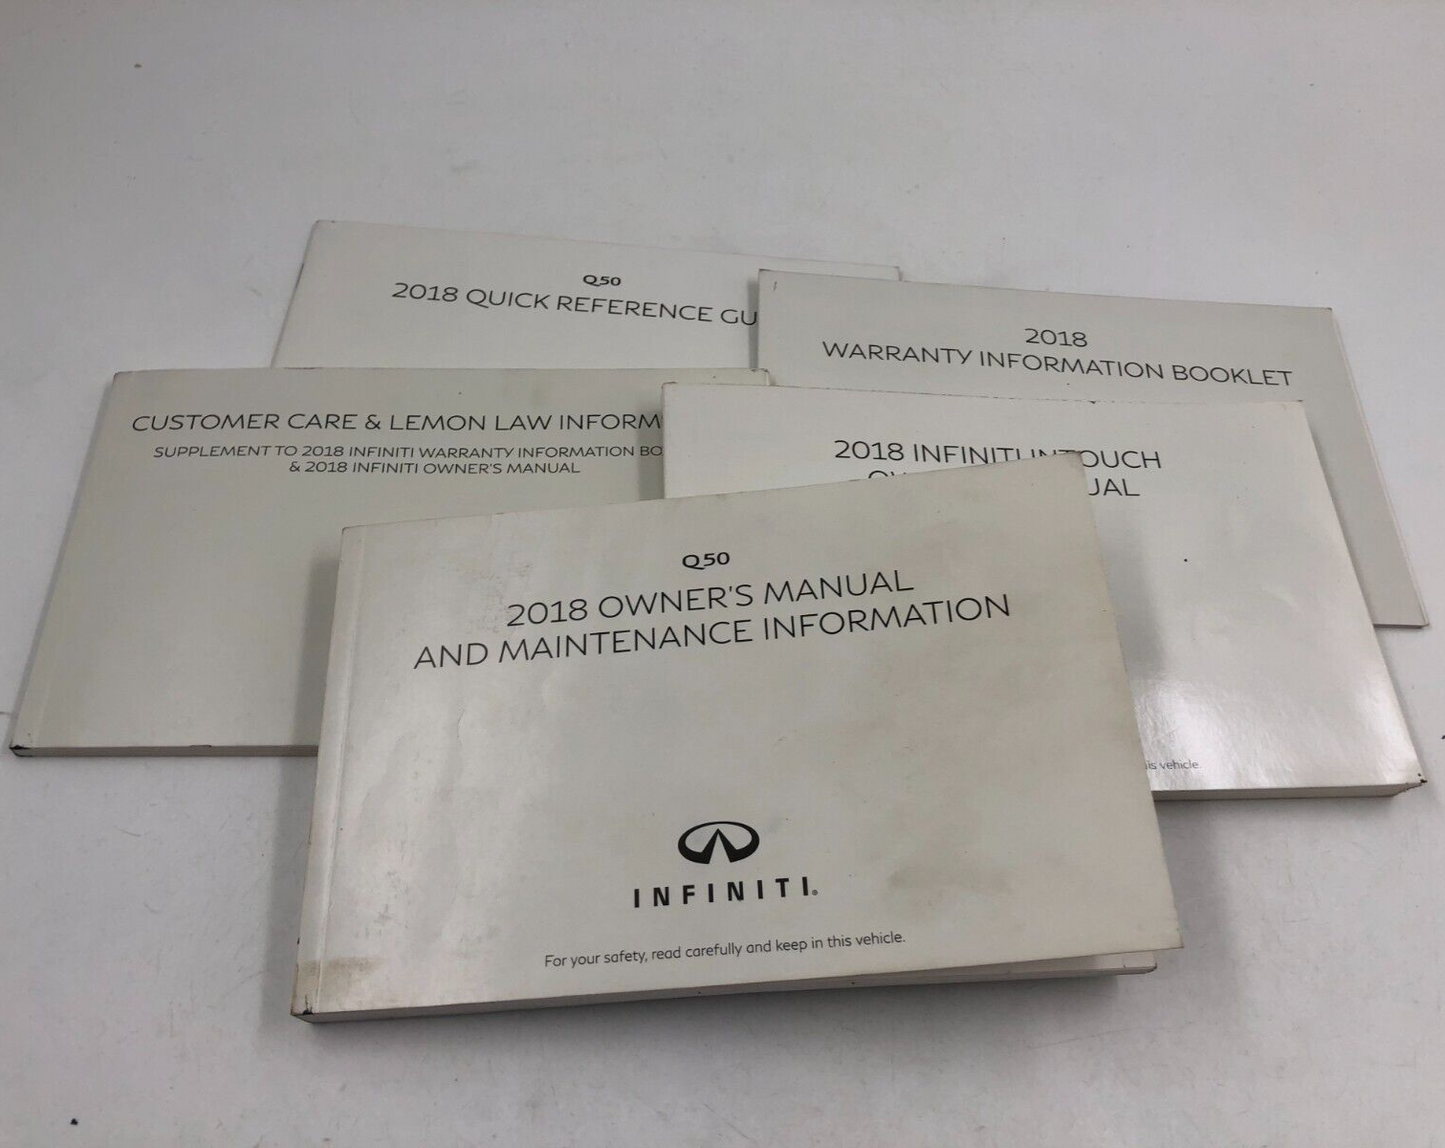 Q50
2018 QUICK REFERENCE GU
2018
WARRANTY INFORMATION BOOKLET
CUSTOMER CARE & LEMON LAW INFORM
SUPPLEMENT TO 2018 INFINITI WARRANTY INFORMATION BO
& 2018 INFINITI OWNER'S MANUAL
2018 INFINITI INTOUCH
UAL
is vehicle.
Q50
2018 OWNER'S MANUAL
AND MAINTENANCE INFORMATION
INFINITI®
For your safety, read carefully and keep in this vehicle.